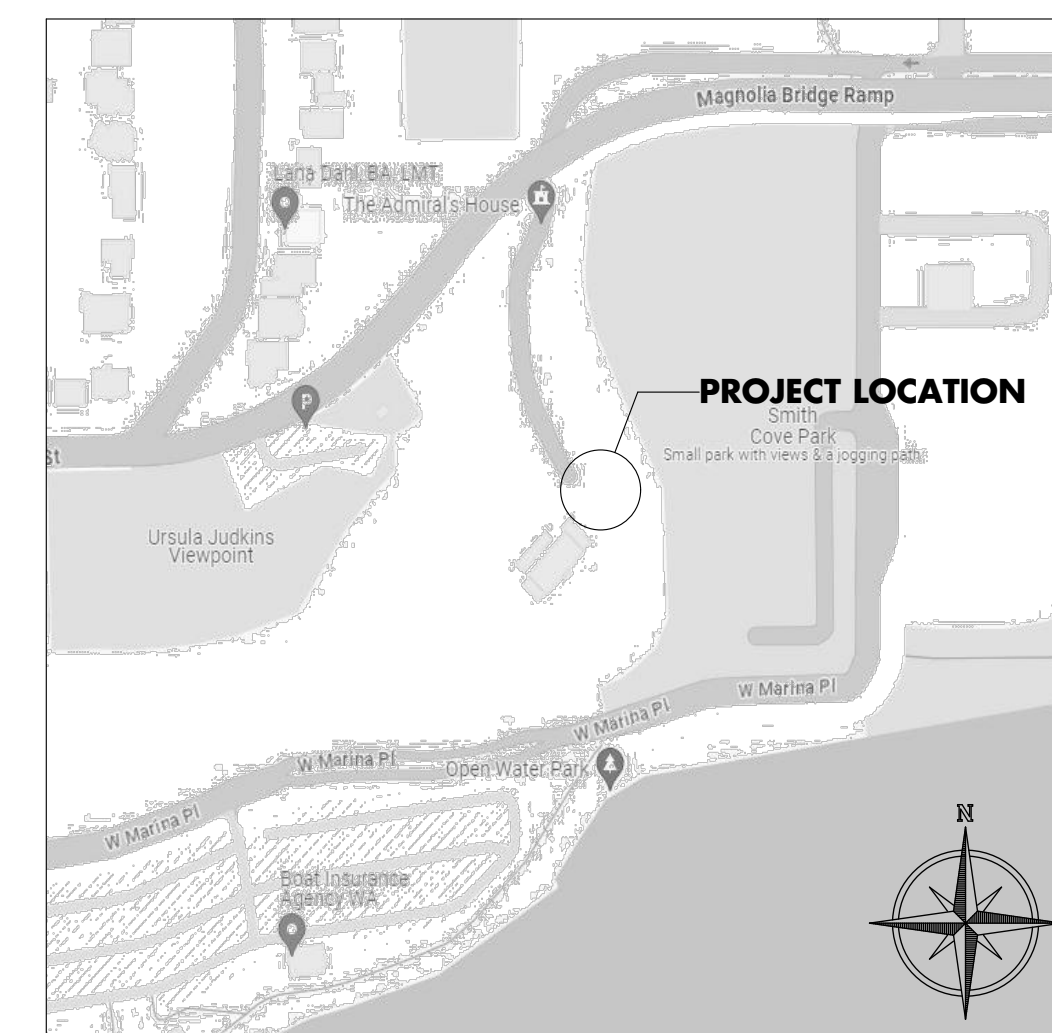 Magnolia Bridge Ramp
Lana Dahl, BA, LMT
The Admiral's House
P
PROJECT LOCATION
Smith
Cove Park
Small park with views & a jogging path
St
Ursula Judkins
Viewpoint
W Marina Pl
W Marina Pl
W Marina Pl
Open Water Park
W Marina Pl
N
Boat Insurance
Agency WA